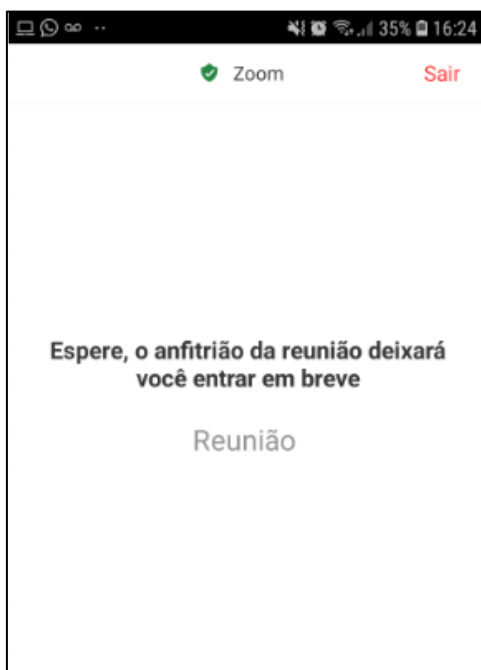 35% 16:24
Zoom Sair
Espere, o anfitrião da reunião deixará
você entrar em breve
Reunião